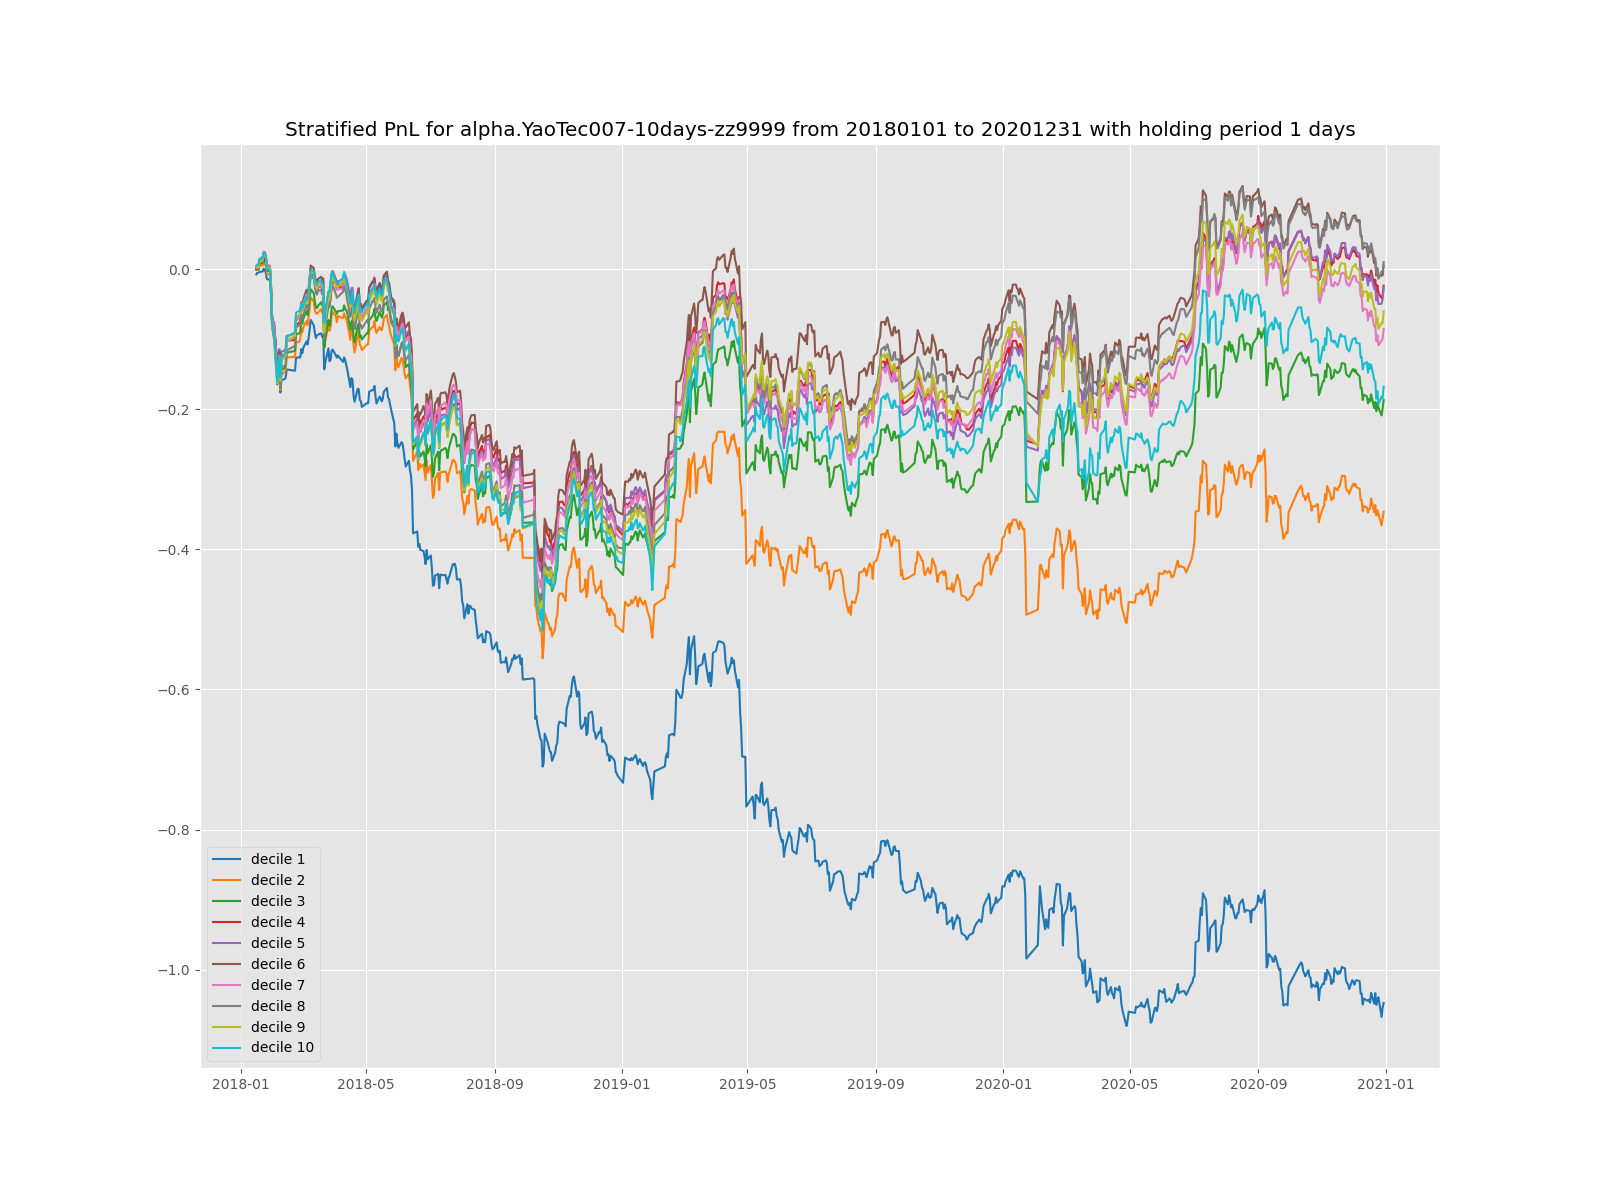 Stratified PnL for alpha.YaoTec007-10days-zz9999 from 20180101 to 20201231 with holding period 1 days
0.0
−0.2
−0.4
−0.6
−0.8
−1.0
decile 1
decile 2
decile 3
decile 4
decile 5
decile 6
decile 7
decile 8
decile 9
decile 10
2018-01 2018-05 2018-09 2019-01 2019-05 2019-09 2020-01 2020-05 2020-09 2021-01